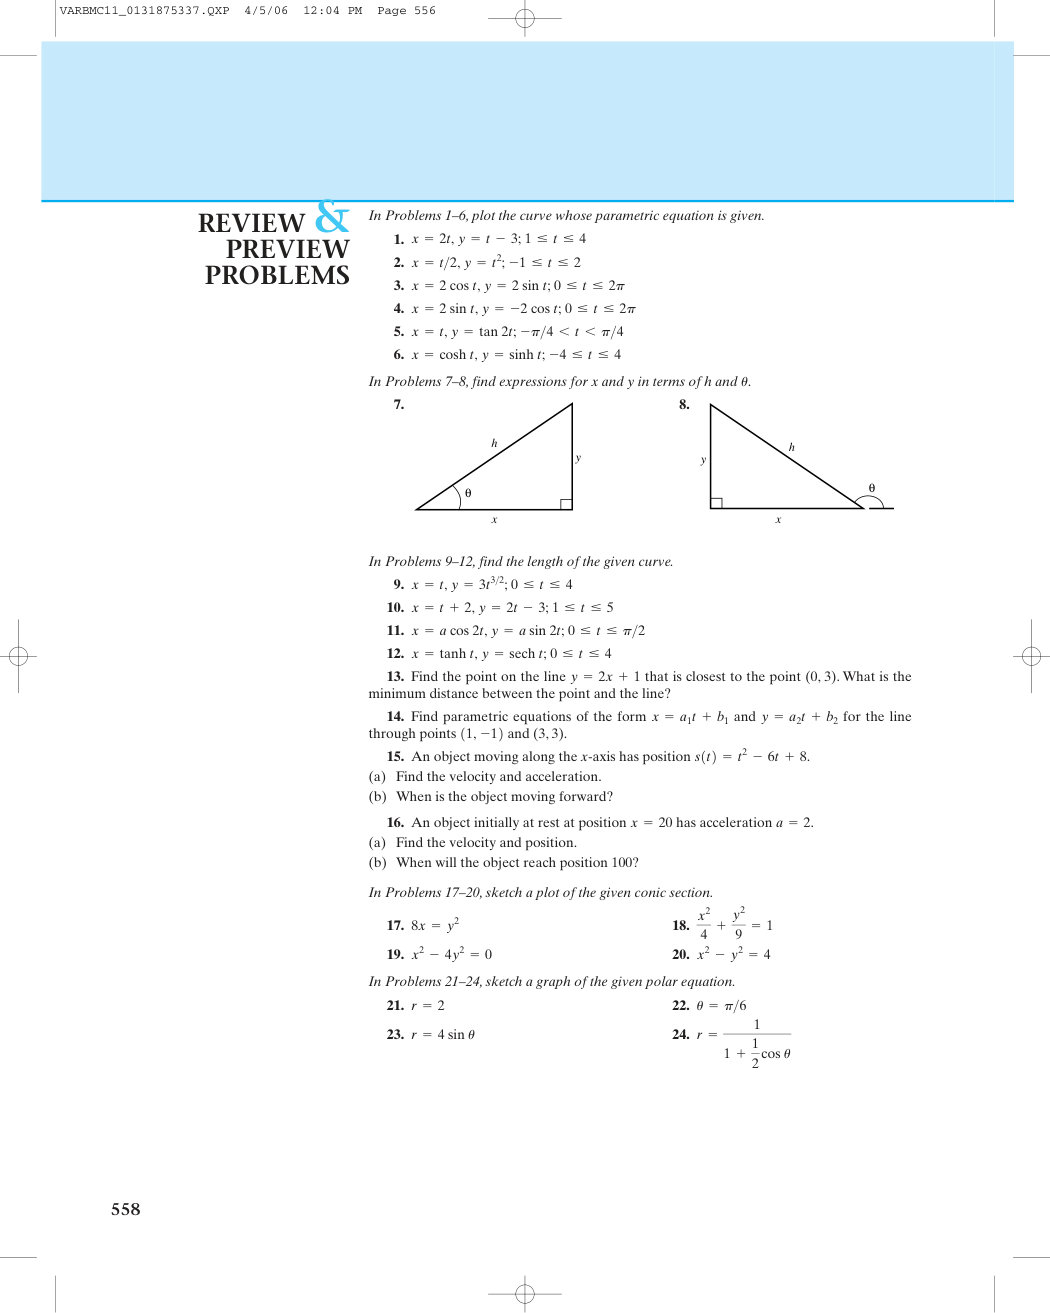 VARBMC11_0131875337.QXP 4/5/06 12:04 PM Page 556
REVIEW &
PREVIEW
PROBLEMS
In Problems 1–6, plot the curve whose parametric equation is given.
1. x = 2t, y = t − 3; 1 ≤ t ≤ 4
2. x = t/2, y = t²; −1 ≤ t ≤ 2
3. x = 2 cos t, y = 2 sin t; 0 ≤ t ≤ 2π
4. x = 2 sin t, y = −2 cos t; 0 ≤ t ≤ 2π
5. x = t, y = tan 2t; −π/4 < t < π/4
6. x = cosh t, y = sinh t; −4 ≤ t ≤ 4
In Problems 7–8, find expressions for x and y in terms of h and θ.
7.
h
y
θ
x
8.
h
y
θ
x
In Problems 9–12, find the length of the given curve.
9. x = t, y = 3t^{3/2}; 0 ≤ t ≤ 4
10. x = t + 2, y = 2t − 3; 1 ≤ t ≤ 5
11. x = a cos 2t, y = a sin 2t; 0 ≤ t ≤ π/2
12. x = tanh t, y = sech t; 0 ≤ t ≤ 4
13. Find the point on the line y = 2x + 1 that is closest to the point (0, 3). What is the
minimum distance between the point and the line?
14. Find parametric equations of the form x = a₁t + b₁ and y = a₂t + b₂ for the line
through points (1, −1) and (3, 3).
15. An object moving along the x-axis has position s(t) = t² − 6t + 8.
(a) Find the velocity and acceleration.
(b) When is the object moving forward?
16. An object initially at rest at position x = 20 has acceleration a = 2.
(a) Find the velocity and position.
(b) When will the object reach position 100?
In Problems 17–20, sketch a plot of the given conic section.
17. 8x = y²
18. x²/4 + y²/9 = 1
19. x² − 4y² = 0
20. x² − y² = 4
In Problems 21–24, sketch a graph of the given polar equation.
21. r = 2
22. θ = π/6
23. r = 4 sin θ
24. r = 1/(1 + 1/2 cos θ)
558